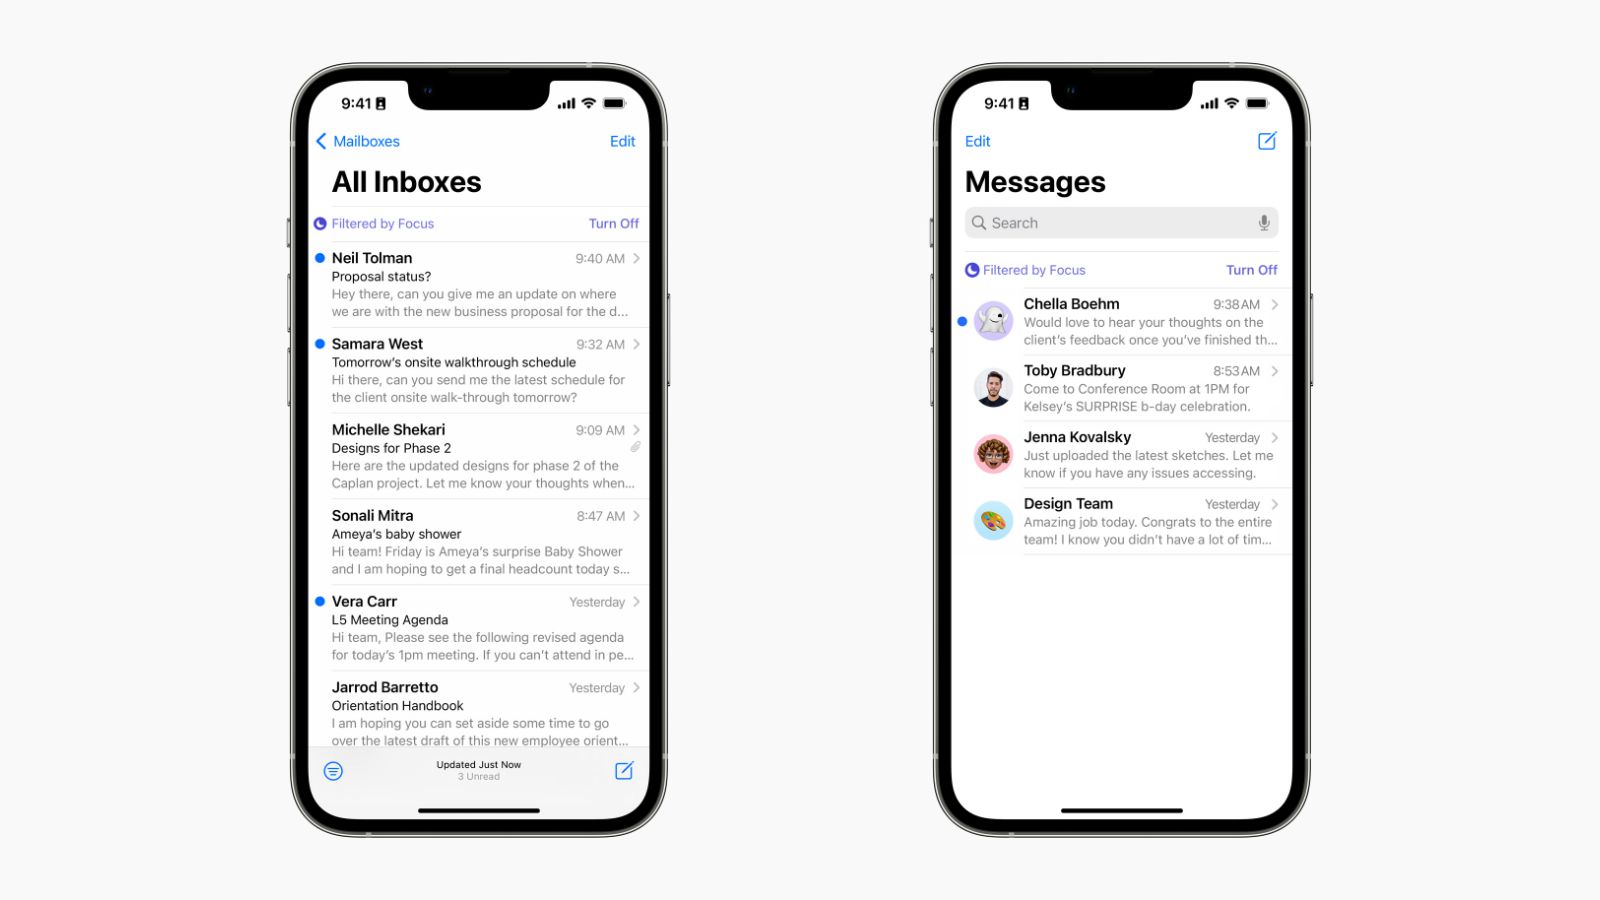 9:41
Mailboxes
Edit
All Inboxes
Filtered by Focus
Turn Off
Neil Tolman
9:40 AM
Proposal status?
Hey there, can you give me an update on where
we are with the new business proposal for the d...
Samara West
9:32 AM
Tomorrow's onsite walkthrough schedule
Hi there, can you send me the latest schedule for
the client onsite walk-through tomorrow?
Michelle Shekari
9:09 AM
Designs for Phase 2
Here are the updated designs for phase 2 of the
Caplan project. Let me know your thoughts when...
Sonali Mitra
8:47 AM
Ameya's baby shower
Hi team! Friday is Ameya's surprise Baby Shower
and I am hoping to get a final headcount today s...
Vera Carr
Yesterday
L5 Meeting Agenda
Hi team, Please see the following revised agenda
for today's 1pm meeting. If you can't attend in pe...
Jarrod Barretto
Yesterday
Orientation Handbook
I am hoping you can set aside some time to go
over the latest draft of this new employee orient...
Updated Just Now
3 Unread
9:41
Edit
Messages
Search
Filtered by Focus
Turn Off
Chella Boehm
9:38 AM
Would love to hear your thoughts on the
client's feedback once you've finished th...
Toby Bradbury
8:53 AM
Come to Conference Room at 1PM for
Kelsey's SURPRISE b-day celebration.
Jenna Kovalsky
Yesterday
Just uploaded the latest sketches. Let me
know if you have any issues accessing.
Design Team
Yesterday
Amazing job today. Congrats to the entire
team! I know you didn't have a lot of tim...